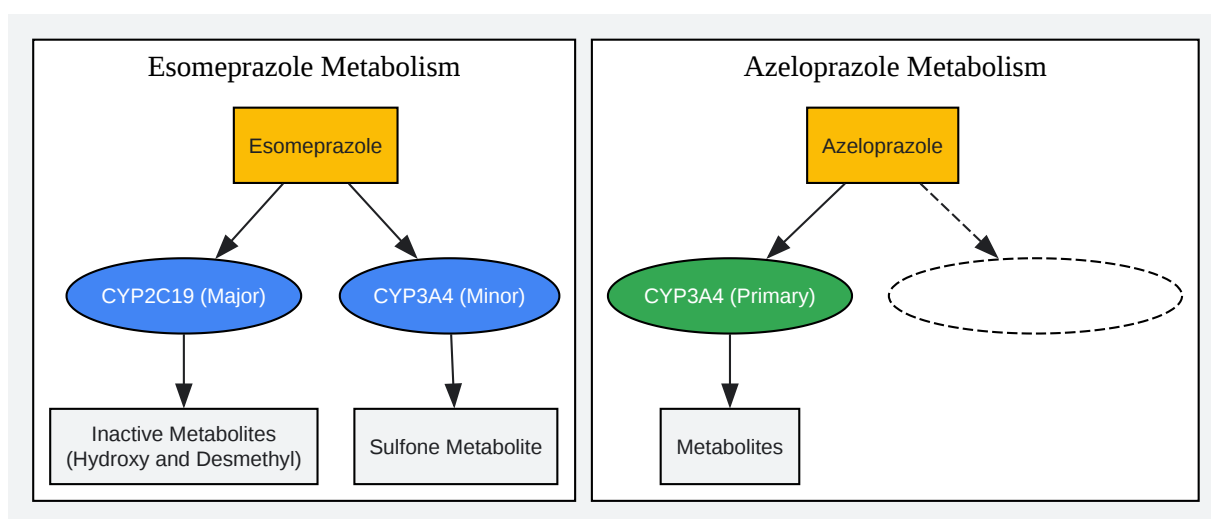 Esomeprazole Metabolism
Esomeprazole
CYP2C19 (Major)
CYP3A4 (Minor)
Inactive Metabolites
(Hydroxy and Desmethyl)
Sulfone Metabolite
Azeloprazole Metabolism
Azeloprazole
CYP3A4 (Primary)
Metabolites